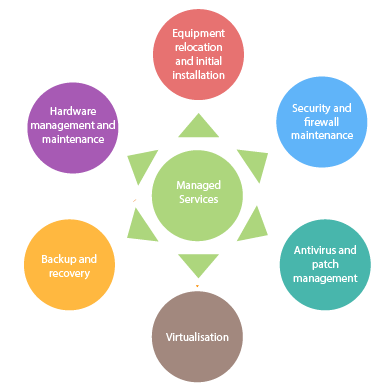 Equipment
relocation
and initial
installation
Hardware
management and
maintenance
Security and
firewall
maintenance
Managed
Services
Backup and
recovery
Antivirus and
patch
management
Virtualisation